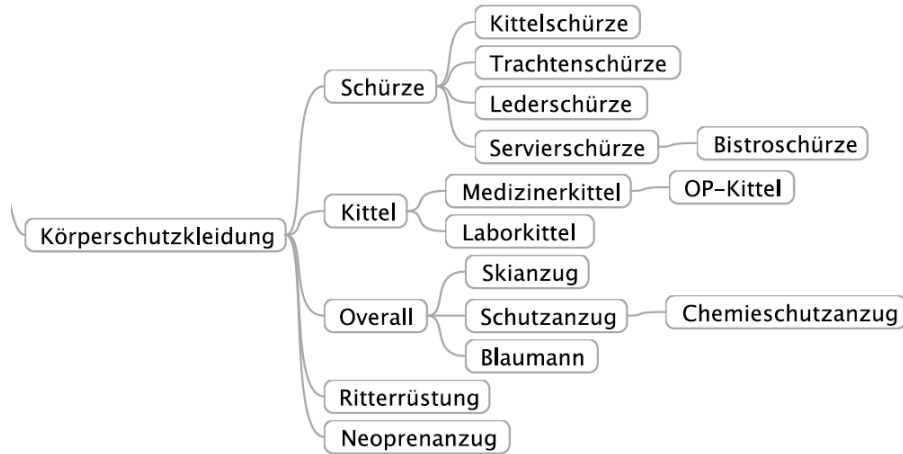 Körperschutzkleidung
Schürze
Kittelschürze
Trachtenschürze
Lederschürze
Servierschürze
Bistroschürze
Kittel
Medizinerkittel
OP-Kittel
Laborkittel
Overall
Skianzug
Schutzanzug
Chemieschutzanzug
Blaumann
Ritterrüstung
Neoprenanzug